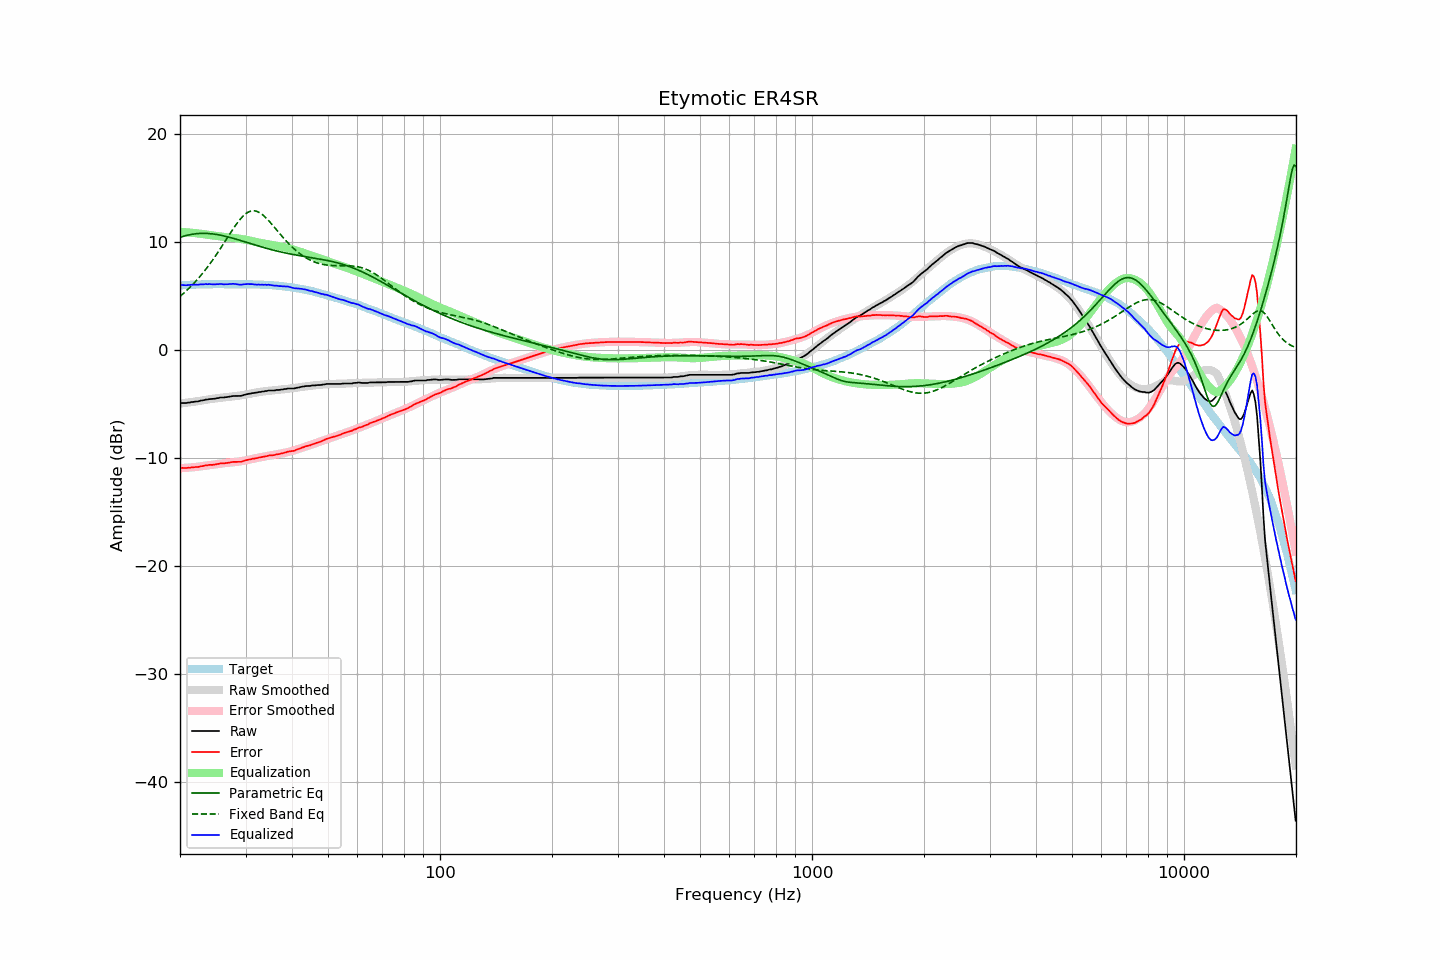 Etymotic ER4SR
20
10
0
−10
−20
−30
−40
Amplitude (dBr)
Target
Raw Smoothed
Error Smoothed
Raw
Error
Equalization
Parametric Eq
Fixed Band Eq
Equalized
100
1000
10000
Frequency (Hz)